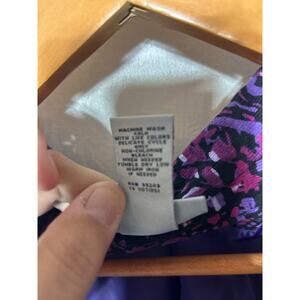 MACHINE WASH
COLD
WITH LIKE COLORS
DELICATE CYCLE
ONLY
NON-CHLORINE
BLEACH
WHEN NEEDED
TUMBLE DRY LOW
WARM IRON
IF NEEDED
RN#